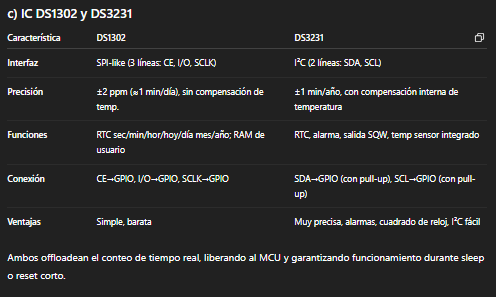 c) IC DS1302 y DS3231
Característica DS1302 DS3231
Interfaz SPI-like (3 líneas: CE, I/O, SCLK) I²C (2 líneas: SDA, SCL)
Precisión ±2 ppm (≈1 min/día), sin compensación de ±1 min/año, con compensación interna de
temp. temperatura
Funciones RTC sec/min/hor/hoy/día mes/año; RAM de RTC, alarma, salida SQW, temp sensor integrado
usuario
Conexión CE→GPIO, I/O→GPIO, SCLK→GPIO SDA→GPIO (con pull-up), SCL→GPIO (con pull-
up)
Ventajas Simple, barata Muy precisa, alarmas, cuadrado de reloj, I²C fácil
Ambos offloadean el conteo de tiempo real, liberando al MCU y garantizando funcionamiento durante sleep
o reset corto.